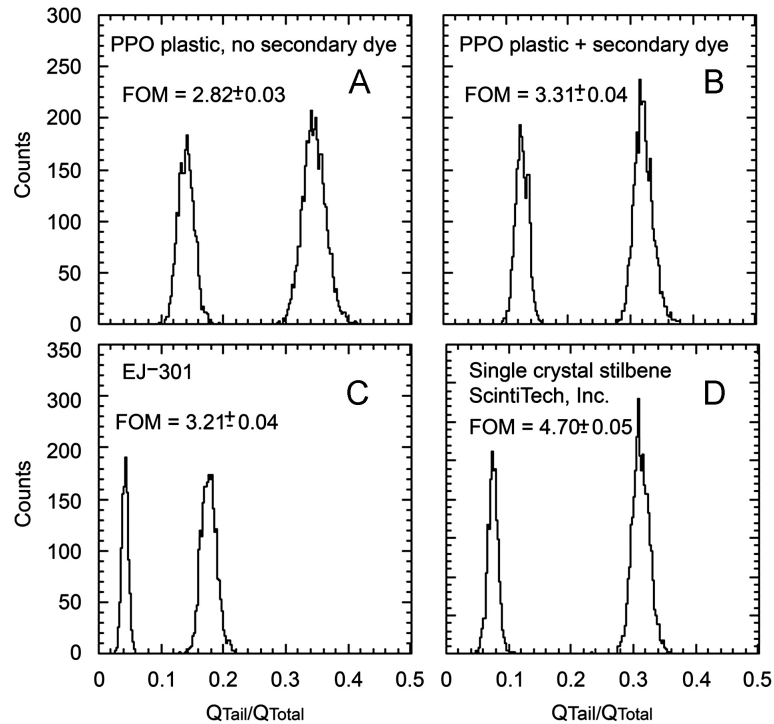 300
250
200
150
100
50
0
Counts
PPO plastic, no secondary dye
FOM = 2.82±0.03
A
PPO plastic + secondary dye
FOM = 3.31±0.04
B
350
300
200
150
100
50
0
Counts
EJ-301
FOM = 3.21±0.04
C
Single crystal stilbene
ScintiTech, Inc.
FOM = 4.70±0.05
D
0 0.1 0.2 0.3 0.4 0.5
0 0.1 0.2 0.3 0.4 0.5
QTail/QTotal
QTail/QTotal